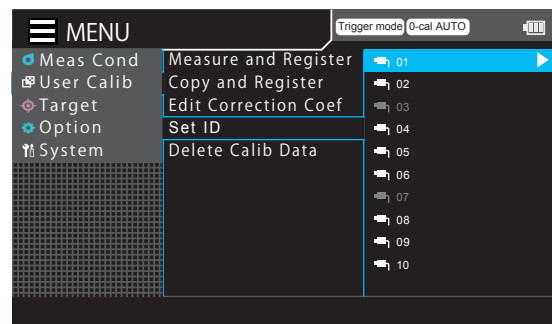 MENU
Trigger mode 0-cal AUTO
Meas Cond
User Calib
Target
Option
System
Measure and Register
Copy and Register
Edit Correction Coef
Set ID
Delete Calib Data
01
02
03
04
05
06
07
08
09
10